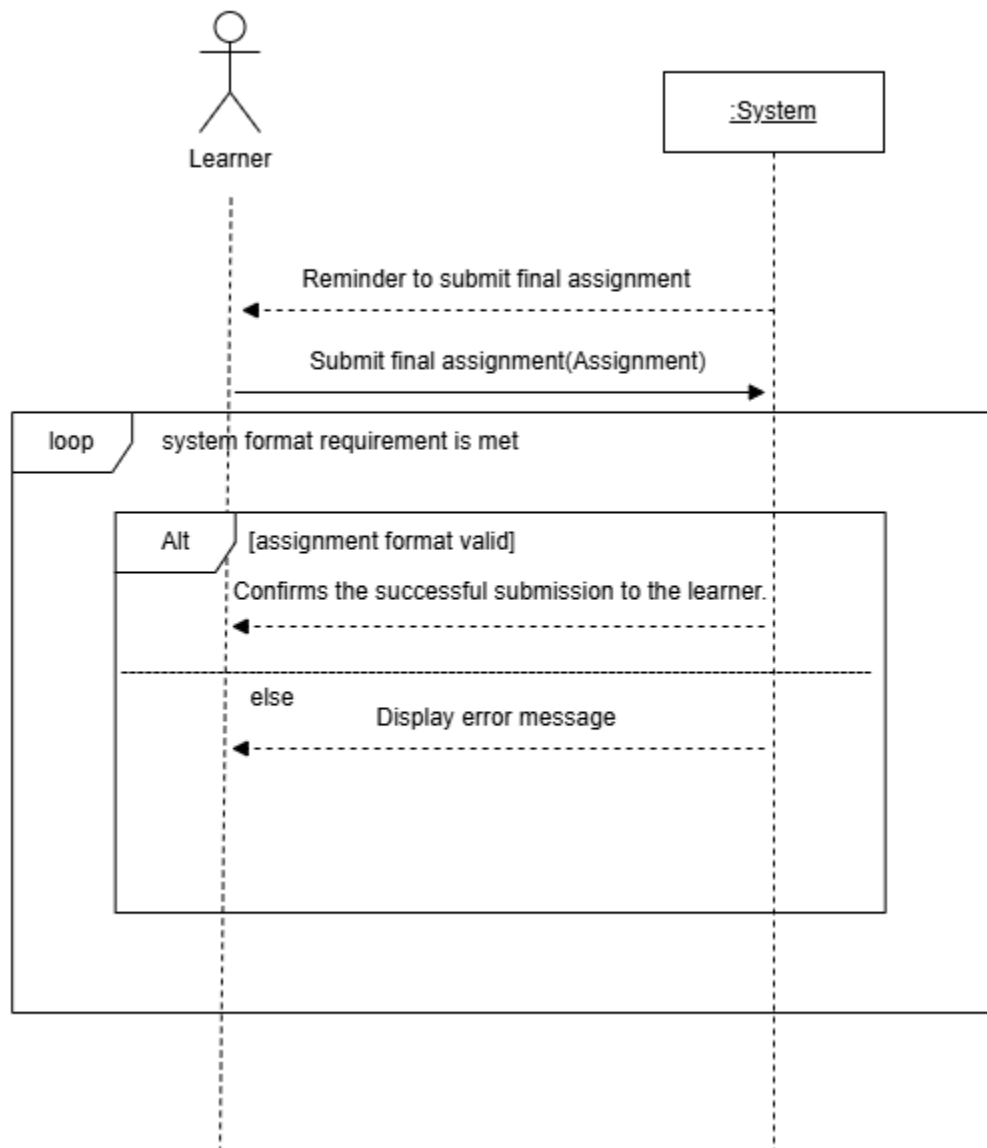 Learner
:System
Reminder to submit final assignment
Submit final assignment(Assignment)
loop
system format requirement is met
Alt
[assignment format valid]
Confirms the successful submission to the learner.
else
Display error message